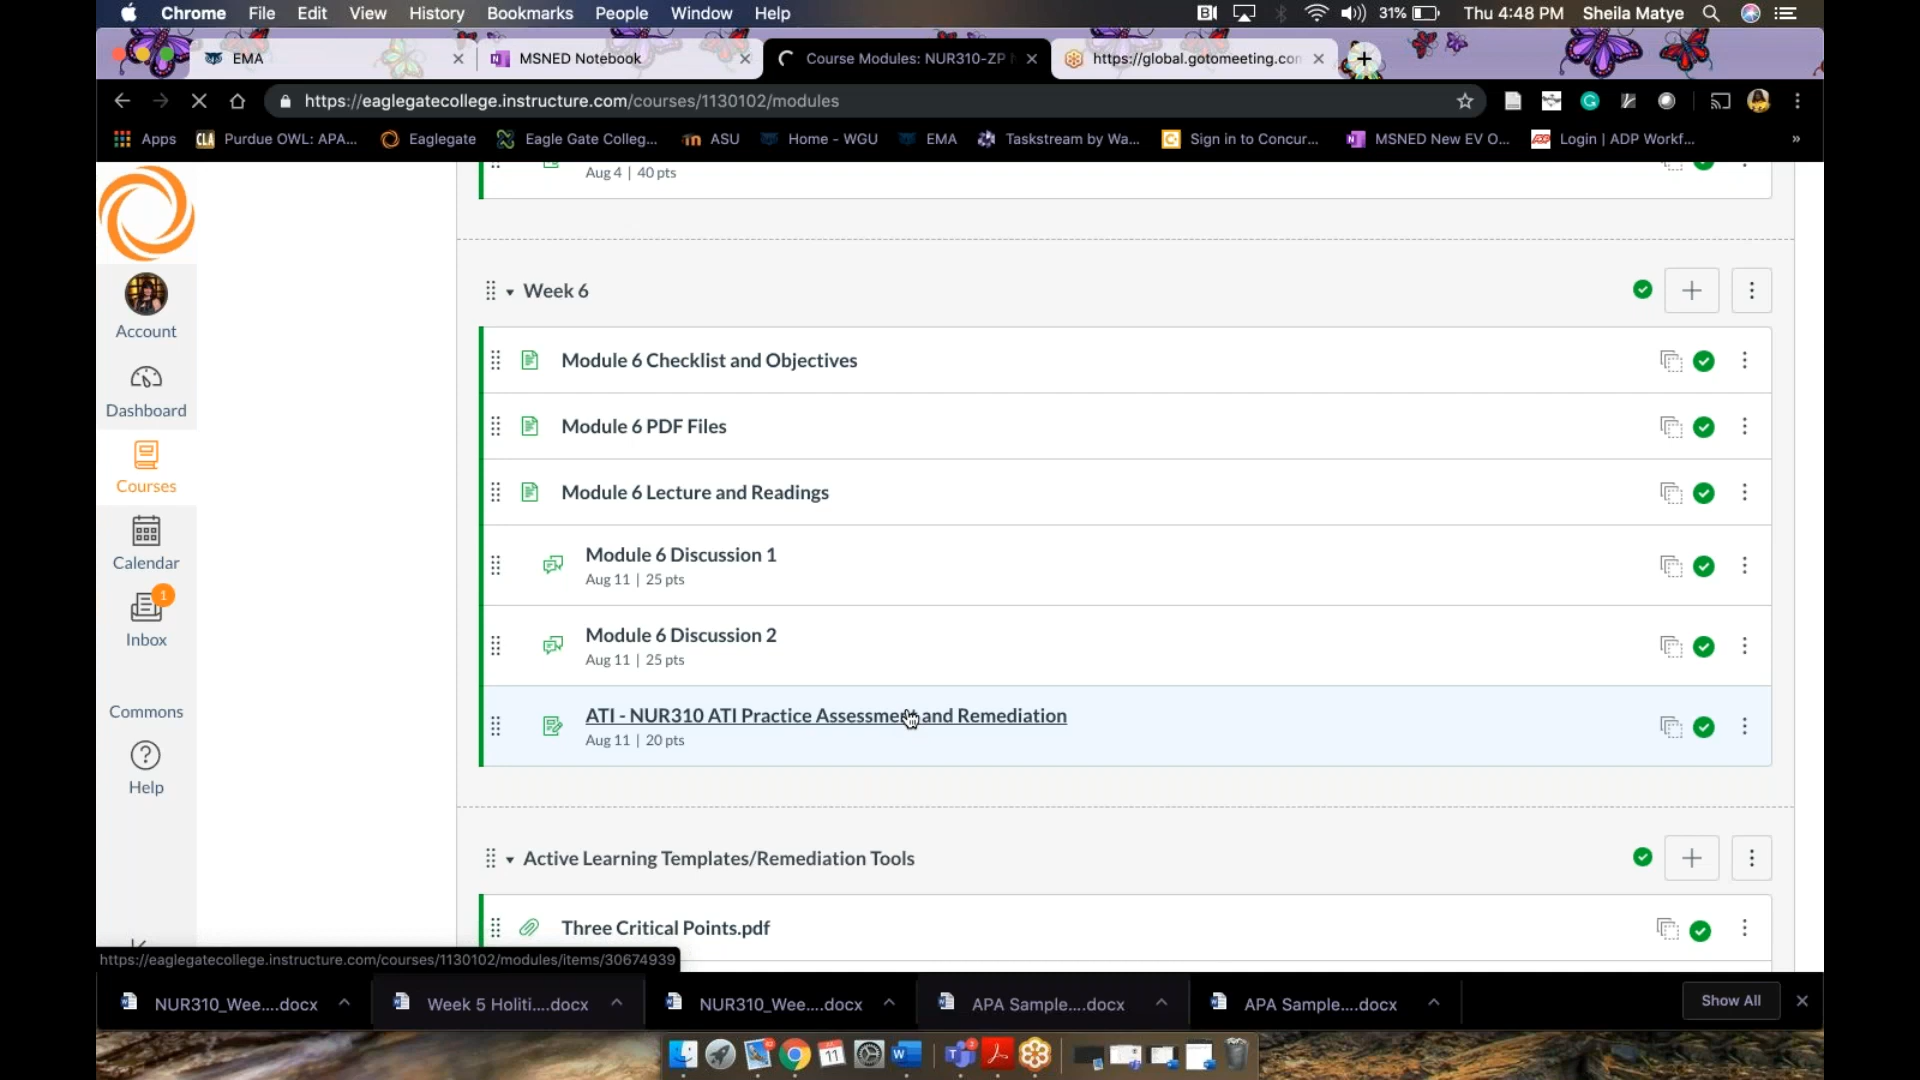 Chrome File Edit View History Bookmarks People Window Help 31% Thu 4:48 PM Sheila Matye
EMA MSNED Notebook Course Modules: NUR310-ZP https://global.gotomeeting.con
https://eaglegatecollege.instructure.com/courses/1130102/modules
Apps CLA Purdue OWL: APA... Eaglegate Eagle Gate Colleg... ASU Home - WGU EMA Taskstream by Wa... Sign in to Concur... MSNED New EV O... Login | ADP Workf... »
Aug 4 | 40 pts
Week 6
Account
Module 6 Checklist and Objectives
Dashboard
Module 6 PDF Files
Courses
Module 6 Lecture and Readings
Calendar
Module 6 Discussion 1
Aug 11 | 25 pts
1
Inbox
Module 6 Discussion 2
Aug 11 | 25 pts
Commons
ATI - NUR310 ATI Practice Assessment and Remediation
Aug 11 | 20 pts
Help
Active Learning Templates/Remediation Tools
Three Critical Points.pdf
https://eaglegatecollege.instructure.com/courses/1130102/modules/items/30674939
NUR310_Wee....docx Week 5 Holiti....docx NUR310_Wee....docx APA Sample....docx APA Sample....docx Show All
11